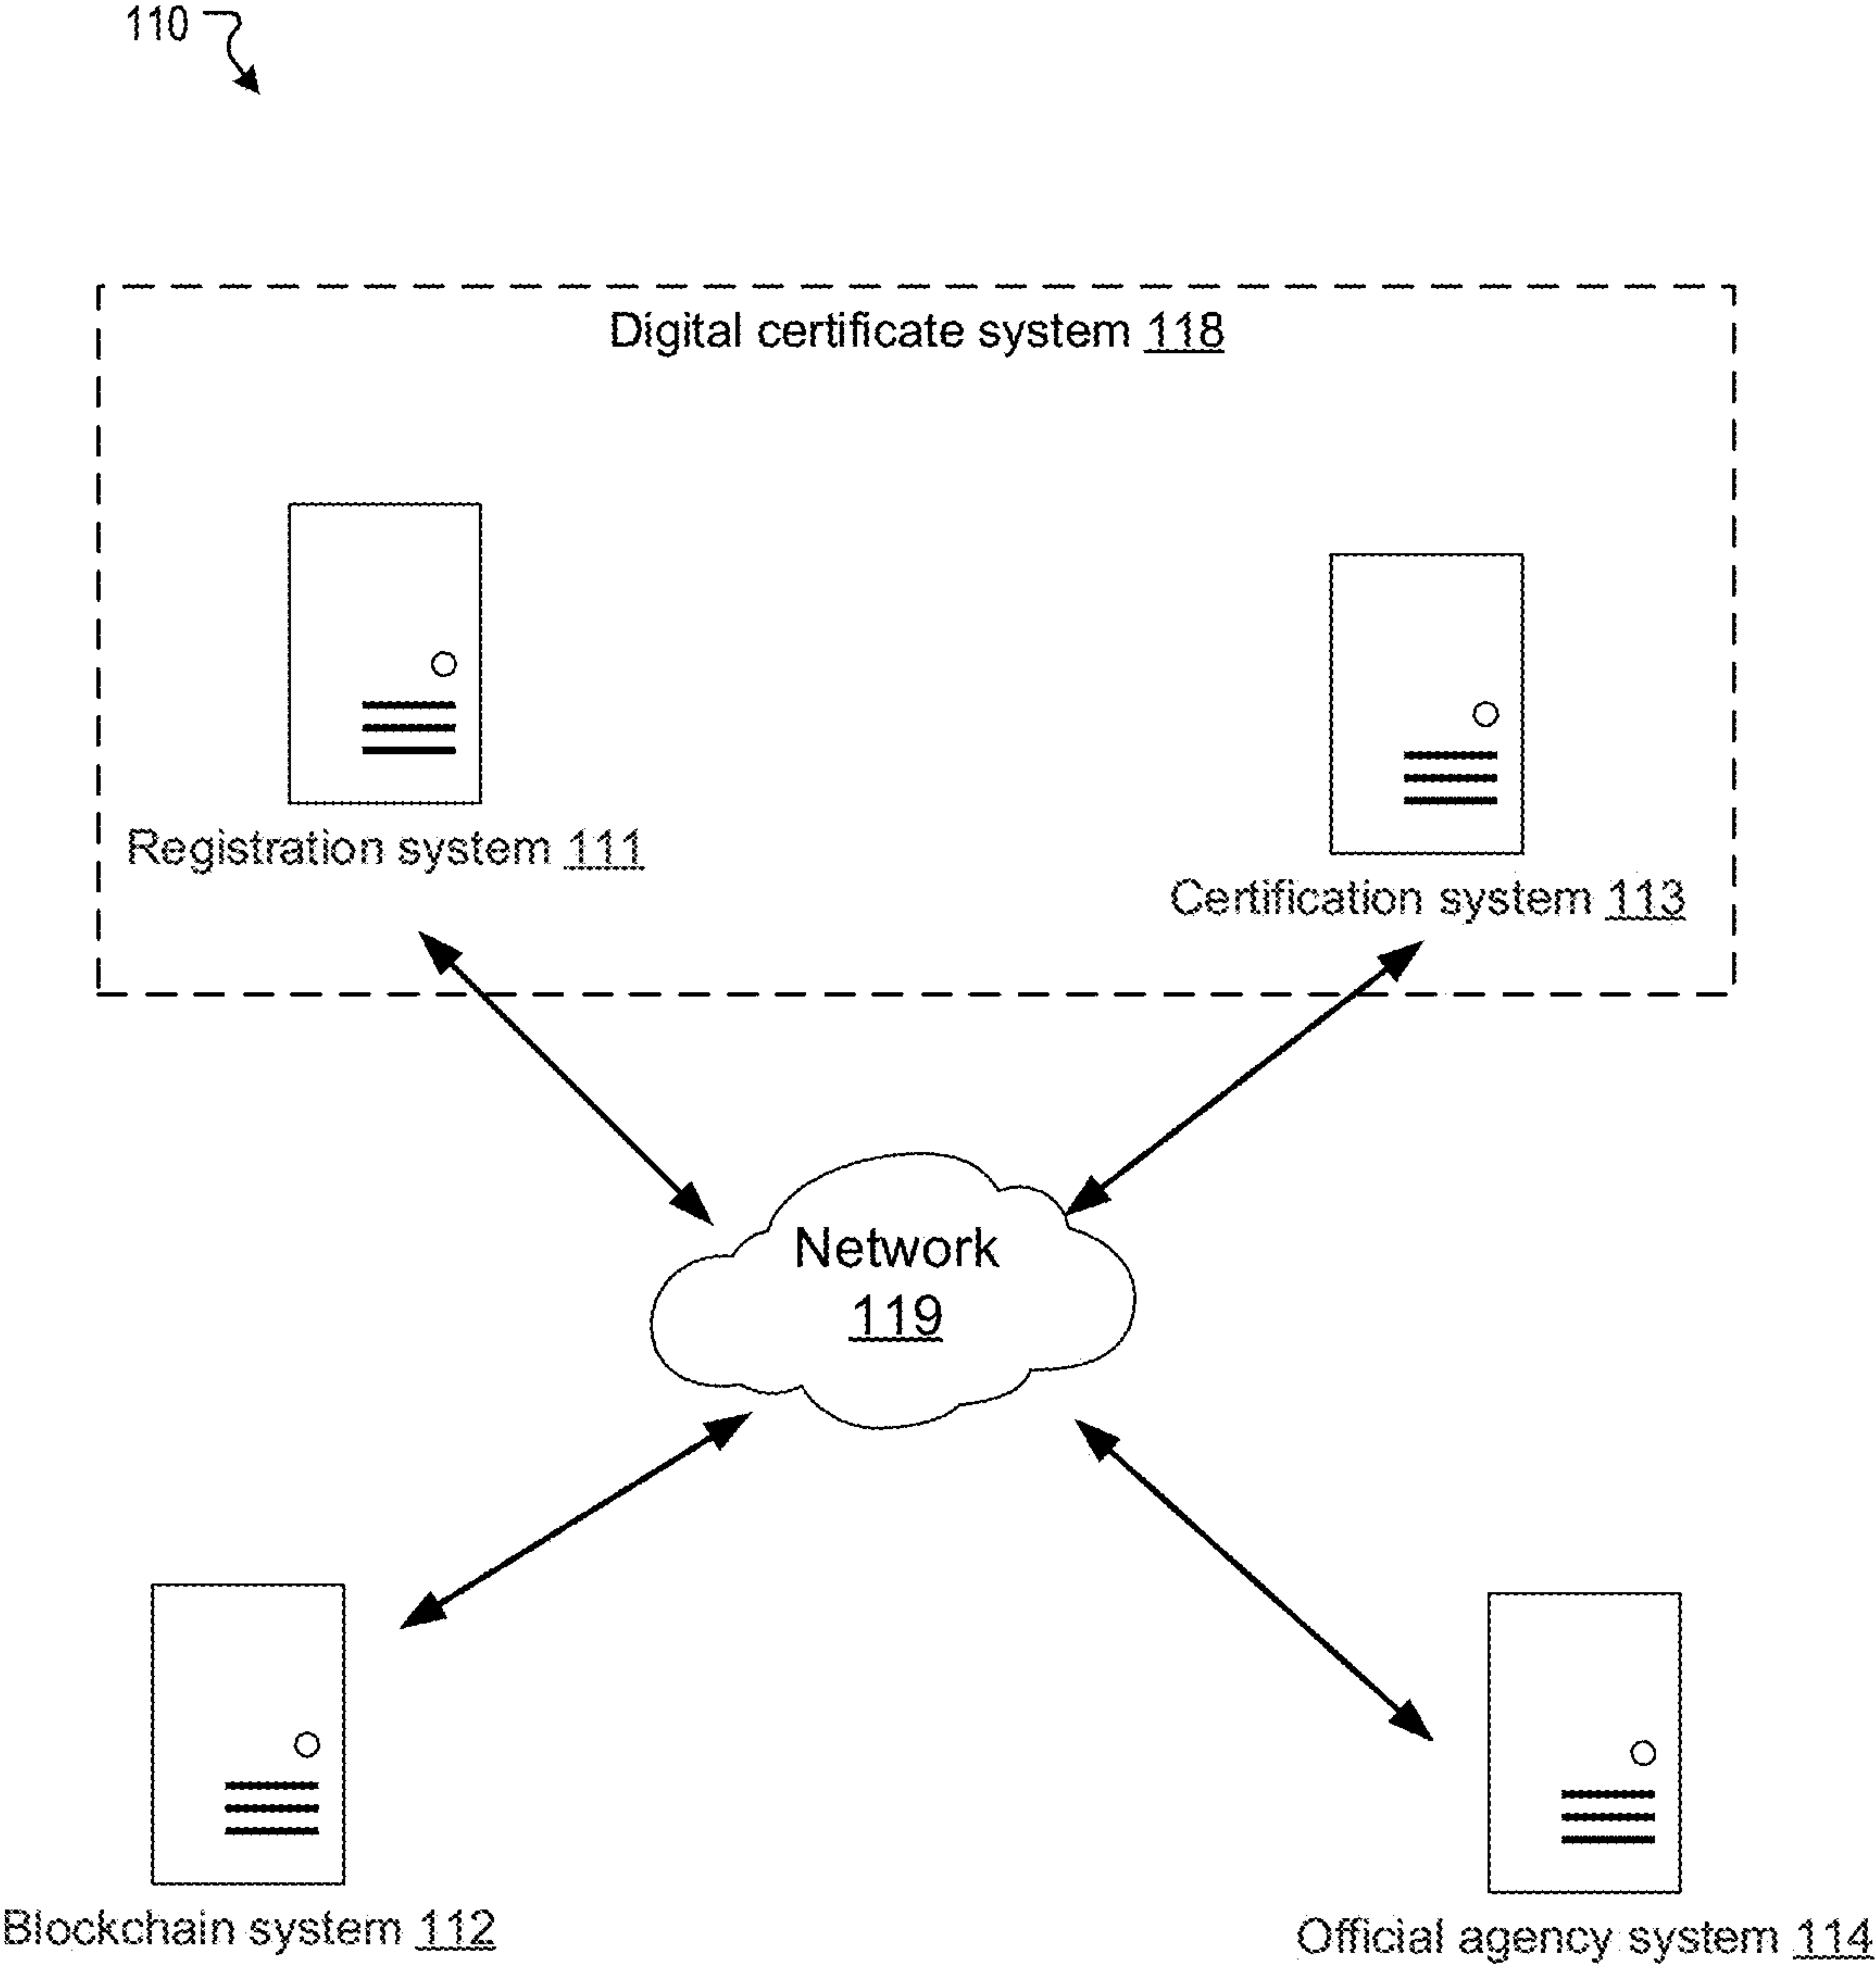 110
Digital certificate system 118
Registration system 111
Certification system 113
Network
119
Blockchain system 112
Official agency system 114